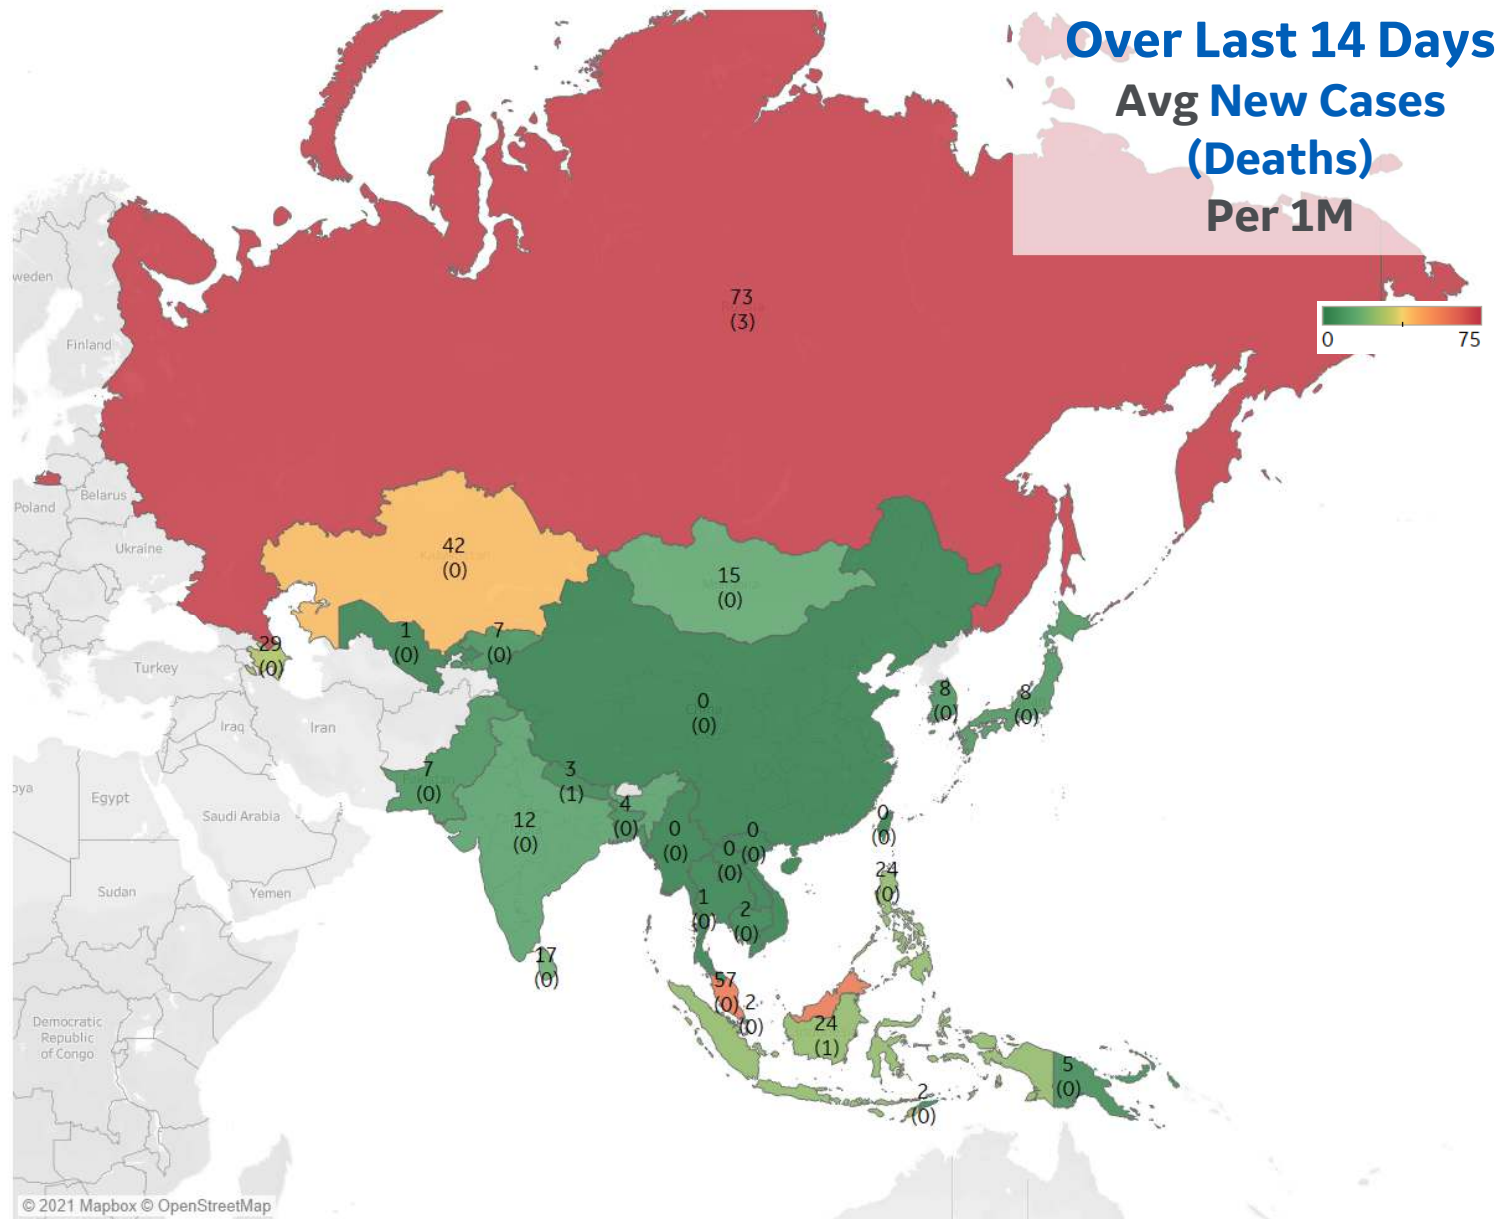 Over Last 14 Days
Avg New Cases
(Deaths)
Per 1M
0 75
73
(3)
weden
Finland
Poland
Belarus
Ukraine
42
(0)
15
(0)
1
(0)
7
(0)
29
(0)
Turkey
Iraq
Iran
0
(0)
8
(0)
8
(0)
oya
Egypt
Saudi Arabia
7
(0)
3
(1)
4
(0)
12
(0)
0
(0)
0
(0)
0
(0)
0
(0)
24
(0)
Sudan
Yemen
1
(0)
2
(0)
17
(0)
57
(0)
2
(0)
24
(1)
Democratic
Republic
of Congo
5
(0)
2
(0)
© 2021 Mapbox © OpenStreetMap